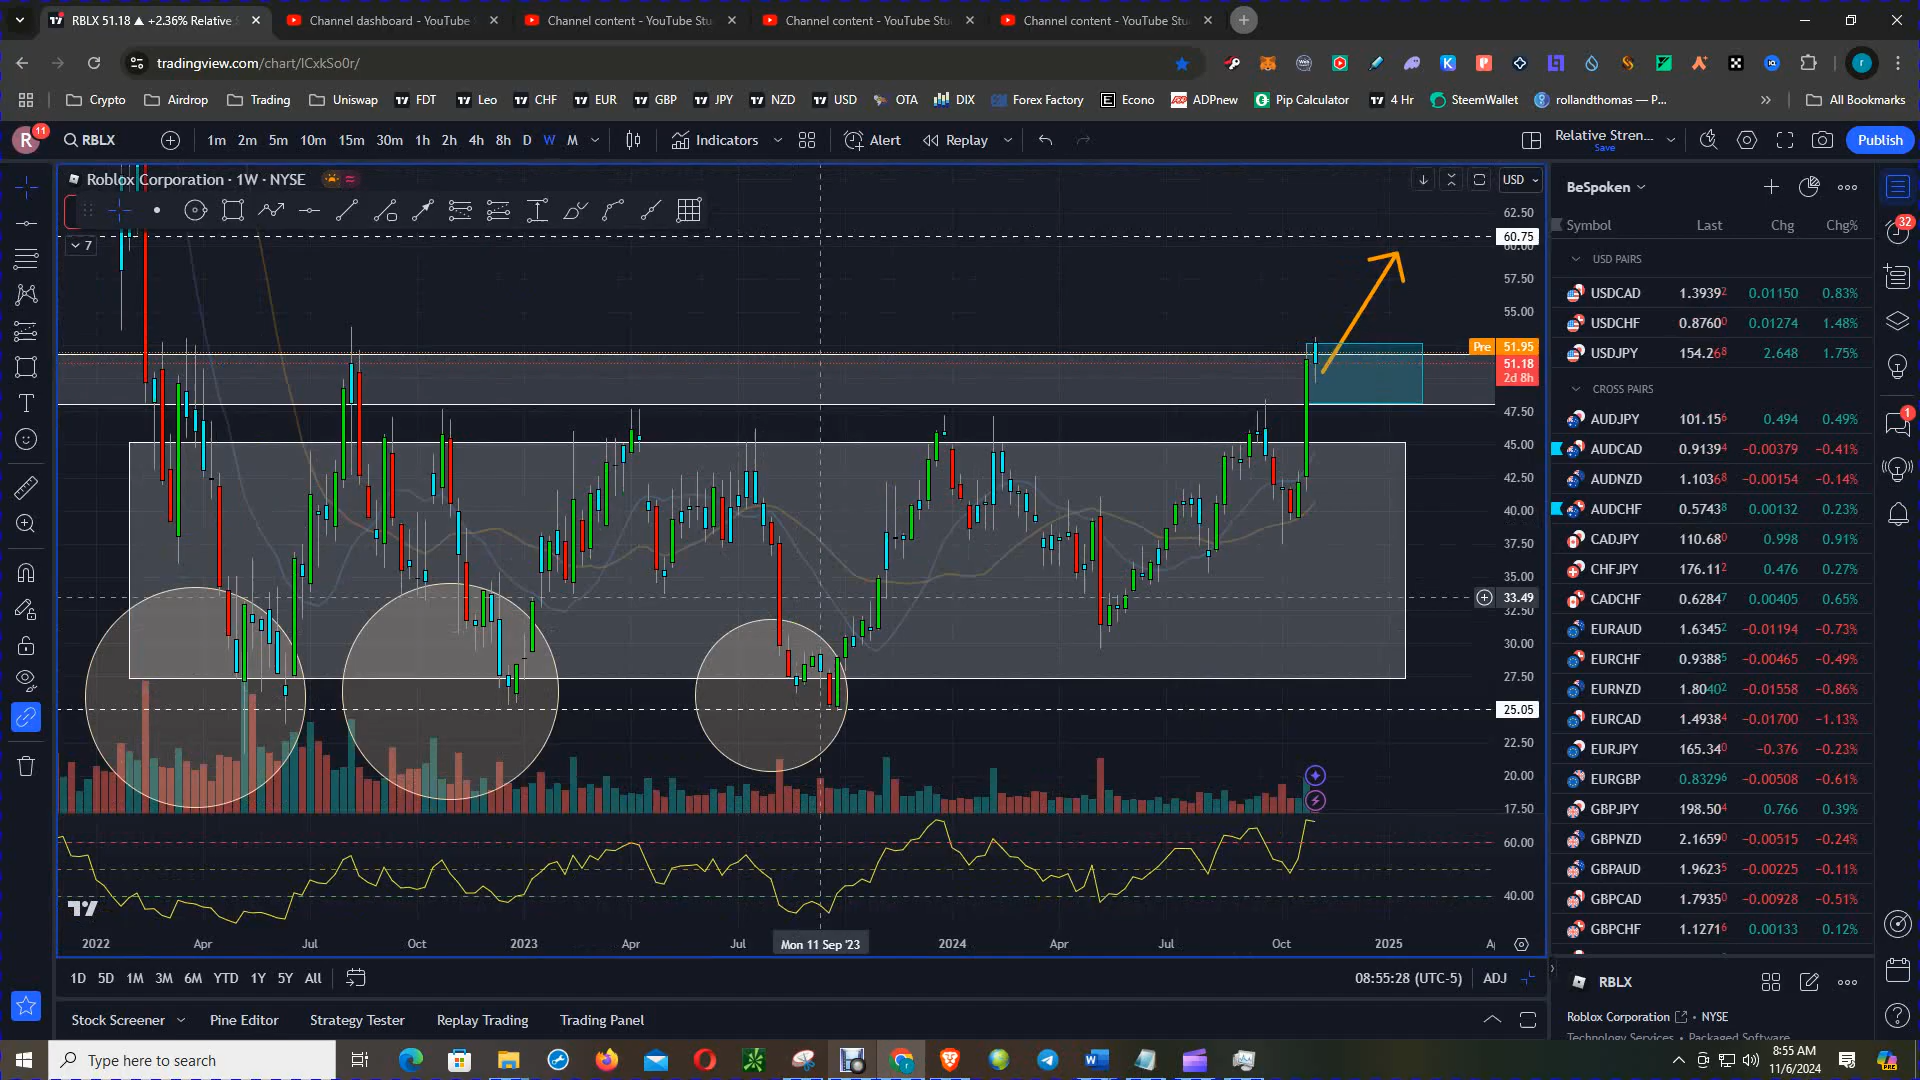 RBLX 51.18 ▲ +2.36% Relative
Channel dashboard - YouTube
Channel content - YouTube Stu
Channel content - YouTube Stu
Channel content - YouTube Stu
tradingview.com/chart/
Crypto
Airdrop
Trading
Uniswap
FDT
Leo
CHF
EUR
GBP
JPY
NZD
USD
OTA
DIX
Forex Factory
Econo
ADPnew
Pip Calculator
4 Hr
SteemWallet
rollandthomas — P...
All Bookmarks
R
11
RBLX
1m 2m 5m 10m 15m 30m 1h 2h 4h 8h D W M
Indicators
Alert
Replay
Relative Stren...
Save
Publish
Roblox Corporation · 1W · NYSE
USD
7
62.50
60.75
60.00
57.50
55.00
Pre 51.95
51.18
2d 8h
47.50
45.00
42.50
40.00
37.50
35.00
33.49
32.50
30.00
27.50
25.05
22.50
20.00
17.50
60.00
40.00
2022 Apr Jul Oct 2023 Apr Jul Mon 11 Sep '23 2024 Apr Jul Oct 2025
1D 5D 1M 3M 6M YTD 1Y 5Y All
08:55:28 (UTC-5)
ADJ
Stock Screener
Pine Editor
Strategy Tester
Replay Trading
Trading Panel
BeSpoken
Symbol Last Chg Chg%
USD PAIRS
USDCAD 1.39392 0.01150 0.83%
USDCHF 0.87600 0.01274 1.48%
USDJPY 154.268 2.648 1.75%
CROSS PAIRS
AUDJPY 101.156 0.494 0.49%
AUDCAD 0.91394 −0.00379 −0.41%
AUDNZD 1.10368 −0.00154 −0.14%
AUDCHF 0.57438 0.00132 0.23%
CADJPY 110.680 0.998 0.91%
CHFJPY 176.112 0.476 0.27%
CADCHF 0.62847 0.00405 0.65%
EURAUD 1.63452 −0.01194 −0.73%
EURCHF 0.93885 −0.00465 −0.49%
EURNZD 1.80402 −0.01558 −0.86%
EURCAD 1.49384 −0.01700 −1.13%
EURJPY 165.340 −0.376 −0.23%
EURGBP 0.83296 −0.00508 −0.61%
GBPJPY 198.504 0.766 0.39%
GBPNZD 2.16590 −0.00515 −0.24%
GBPAUD 1.96235 −0.00225 −0.11%
GBPCAD 1.79350 −0.00928 −0.51%
GBPCHF 1.12716 0.00133 0.12%
RBLX
Roblox Corporation · NYSE
Technology Services · Packaged Software
32
1
Type here to search
8:55 AM
11/6/2024